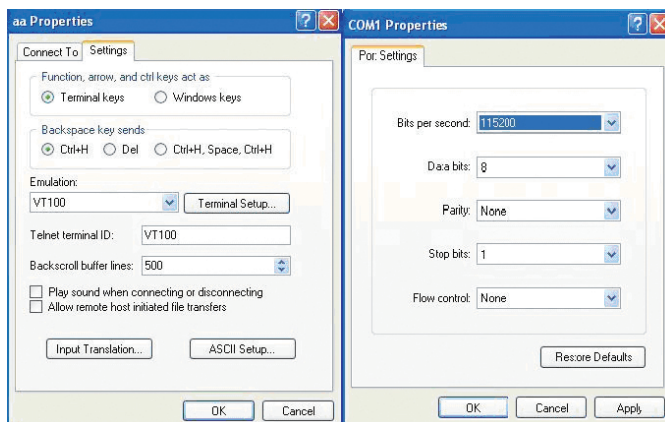 aa Properties
Connect To Settings
Function, arrow, and ctrl keys act as
Terminal keys Windows keys
Backspace key sends
Ctrl+H Del Ctrl+H, Space, Ctrl+H
Emulation:
VT100 Terminal Setup...
Telnet terminal ID: VT100
Backscroll buffer lines: 500
Play sound when connecting or disconnecting
Allow remote host initiated file transfers
Input Translation... ASCII Setup...
OK Cancel
COM1 Properties
Por: Settings
Bits per second: 115200
Da:a bits: 8
Parity: None
Stop bits: 1
Flow control: None
Res:ore Defaults
OK Cancel Apply